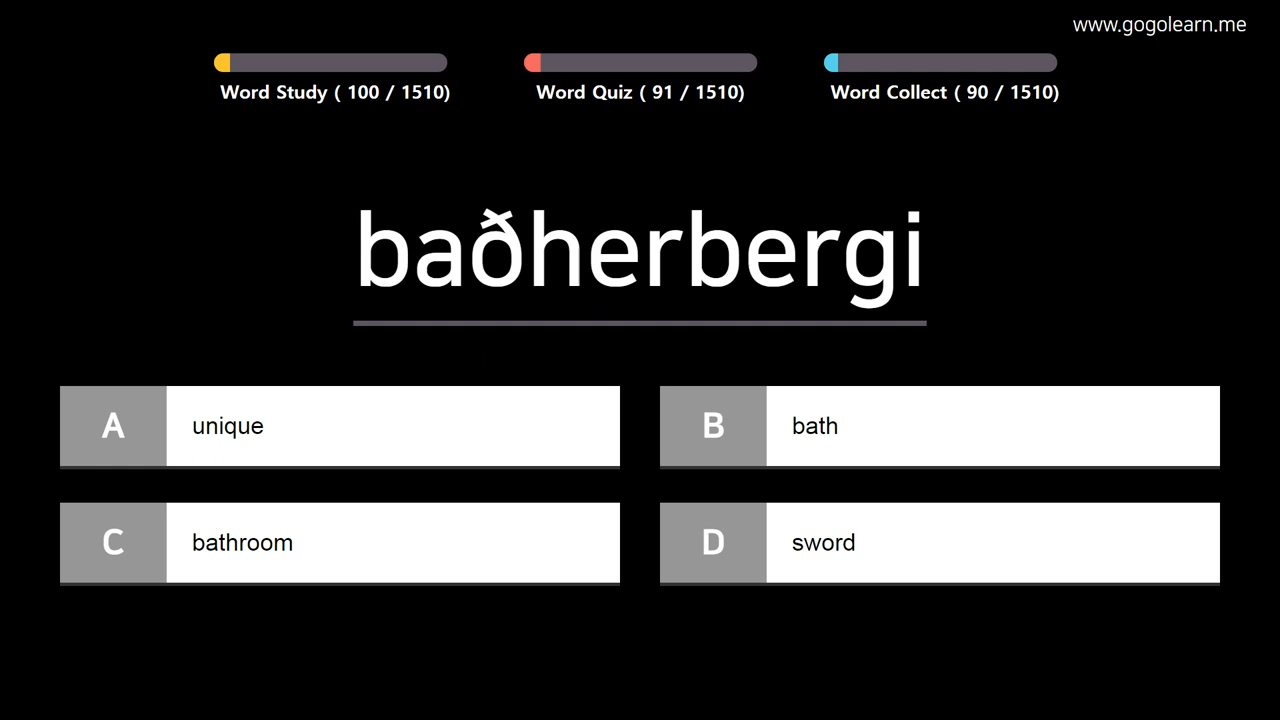 www.gogolearn.me
Word Study ( 100 / 1510)
Word Quiz ( 91 / 1510)
Word Collect ( 90 / 1510)
baðherbergi
A unique
B bath
C bathroom
D sword